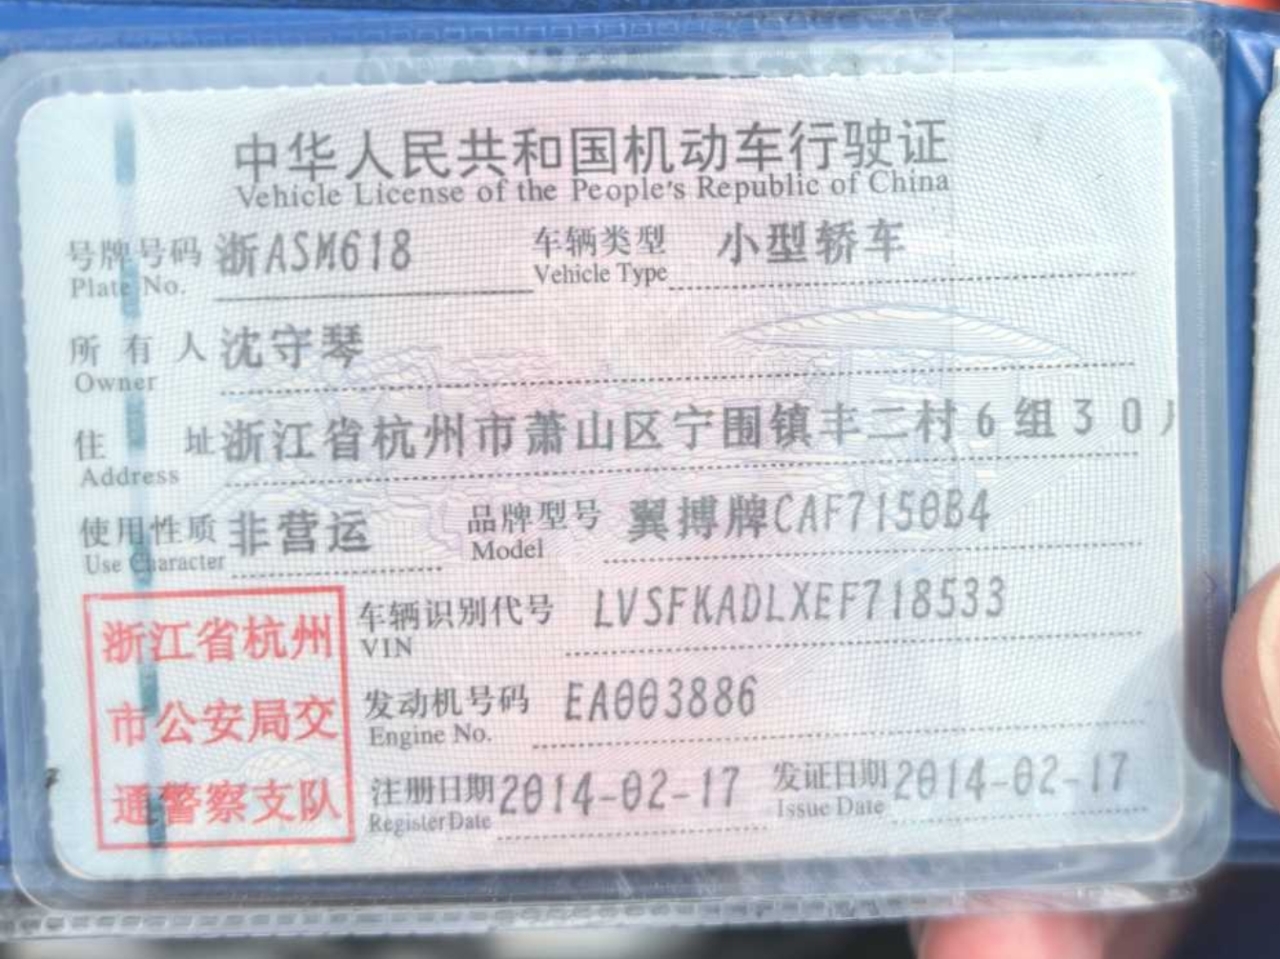 中华人民共和国机动车行驶证
Vehicle License of the People's Republic of China
号牌号码 浙ASM618 车辆类型 小型轿车
Plate No. Vehicle Type
所有人 沈守琴
Owner
住址 浙江省杭州市萧山区宁围镇丰二村6组30
Address
使用性质 非营运 品牌型号 翼搏牌CAF7150B4
Use Character Model
浙江省杭州
市公安局交
通警察支队
车辆识别代号 LVSFKADLXEF718533
VIN
发动机号码 EA003886
Engine No.
注册日期 2014-02-17 发证日期 2014-02-17
Register Date Issue Date